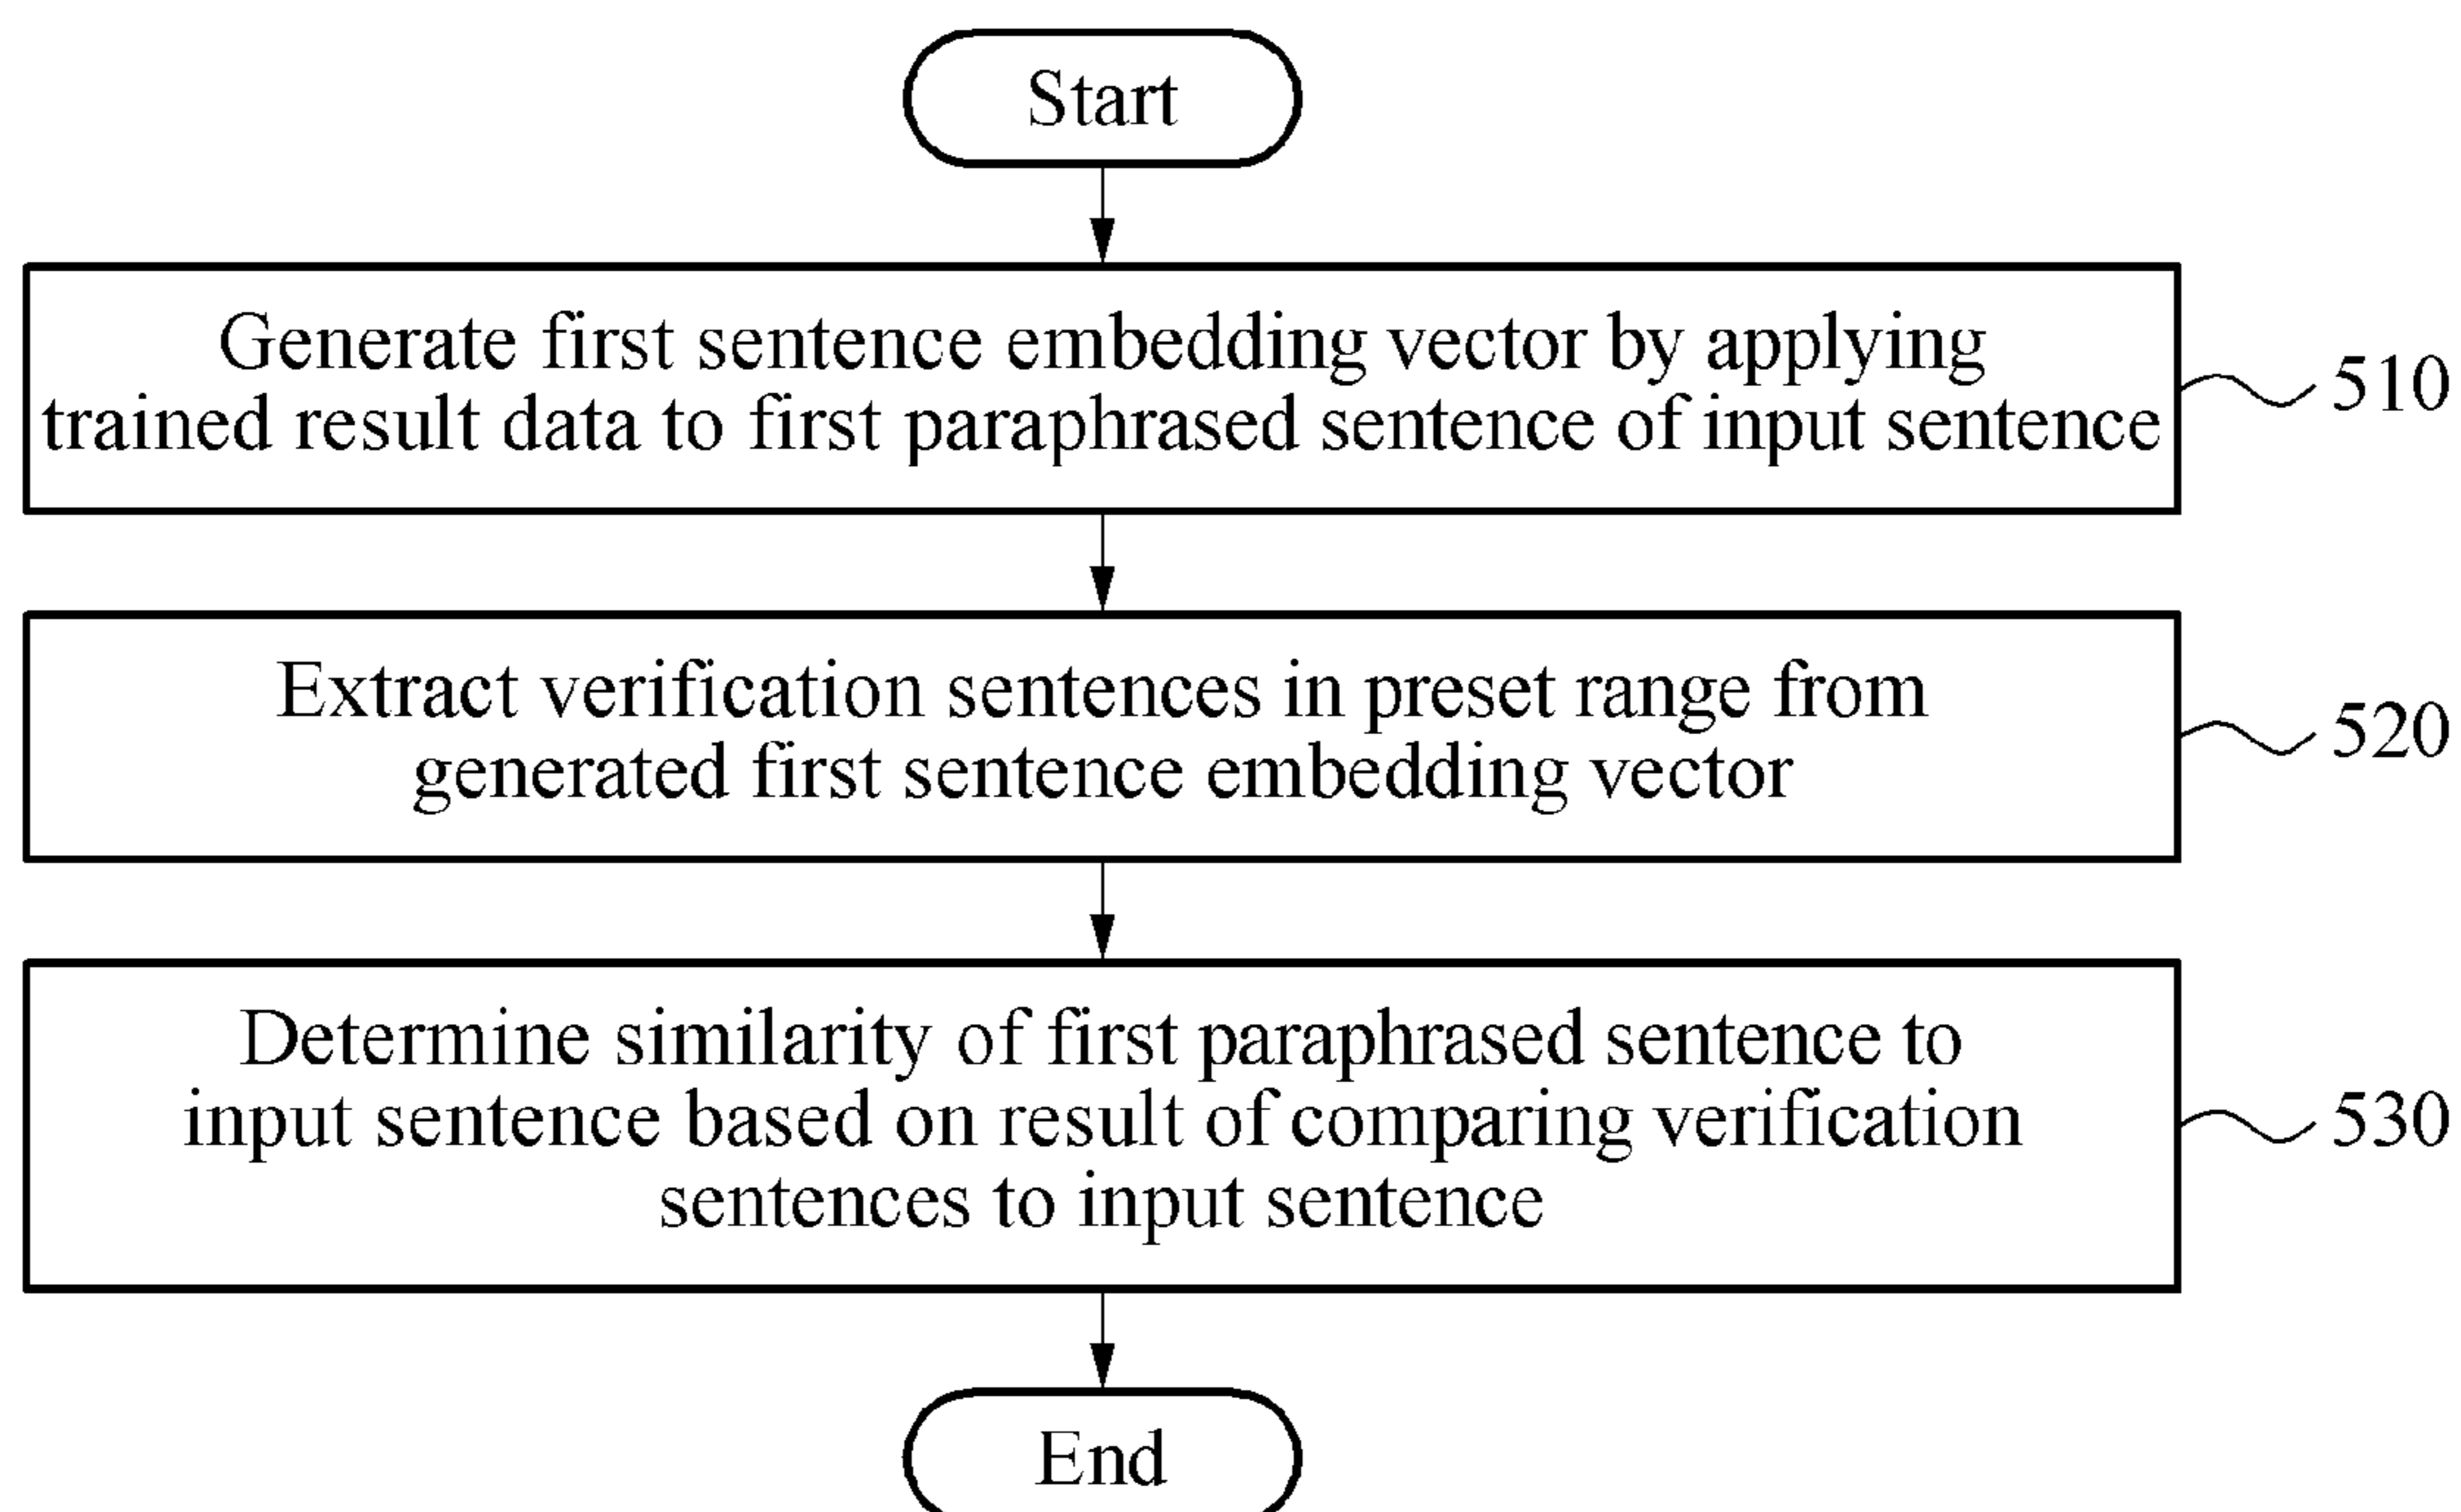 Start
Generate first sentence embedding vector by applying
trained result data to first paraphrased sentence of input sentence
510
Extract verification sentences in preset range from
generated first sentence embedding vector
520
Determine similarity of first paraphrased sentence to
input sentence based on result of comparing verification
sentences to input sentence
530
End